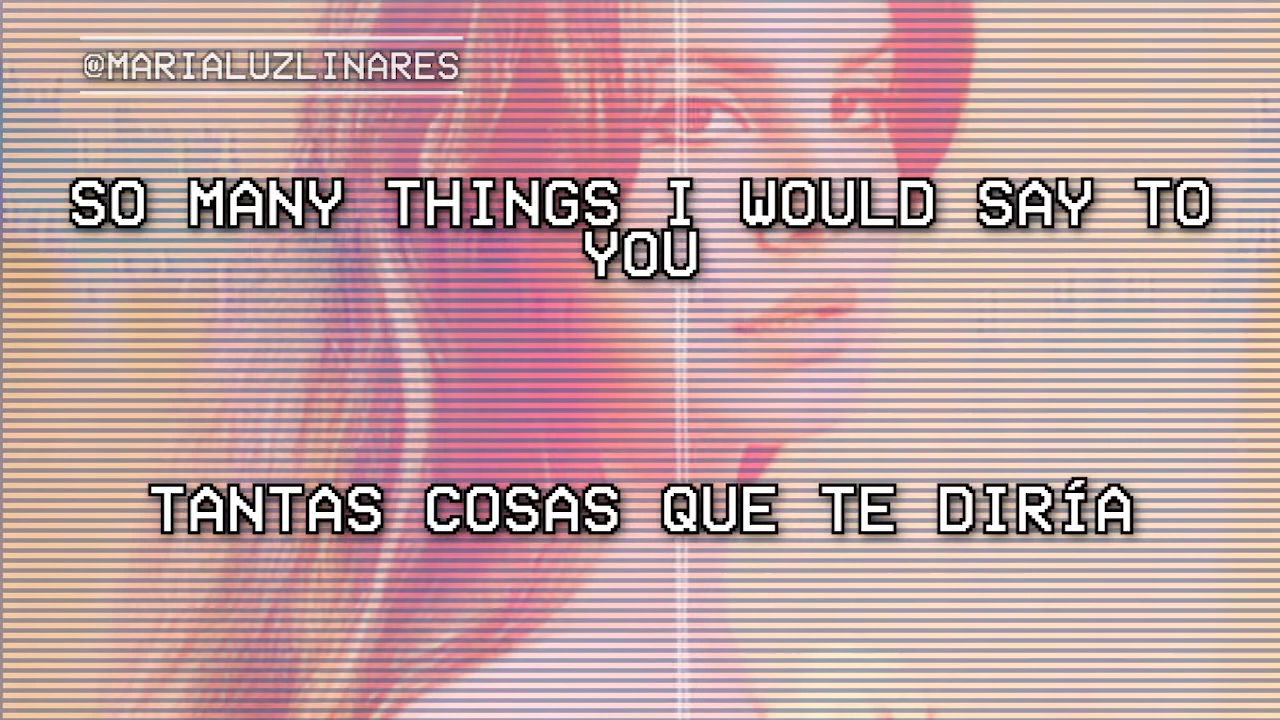 @MARIALUZLINARES
SO MANY THINGS I WOULD SAY TO
YOU
TANTAS COSAS QUE TE DIRÍA